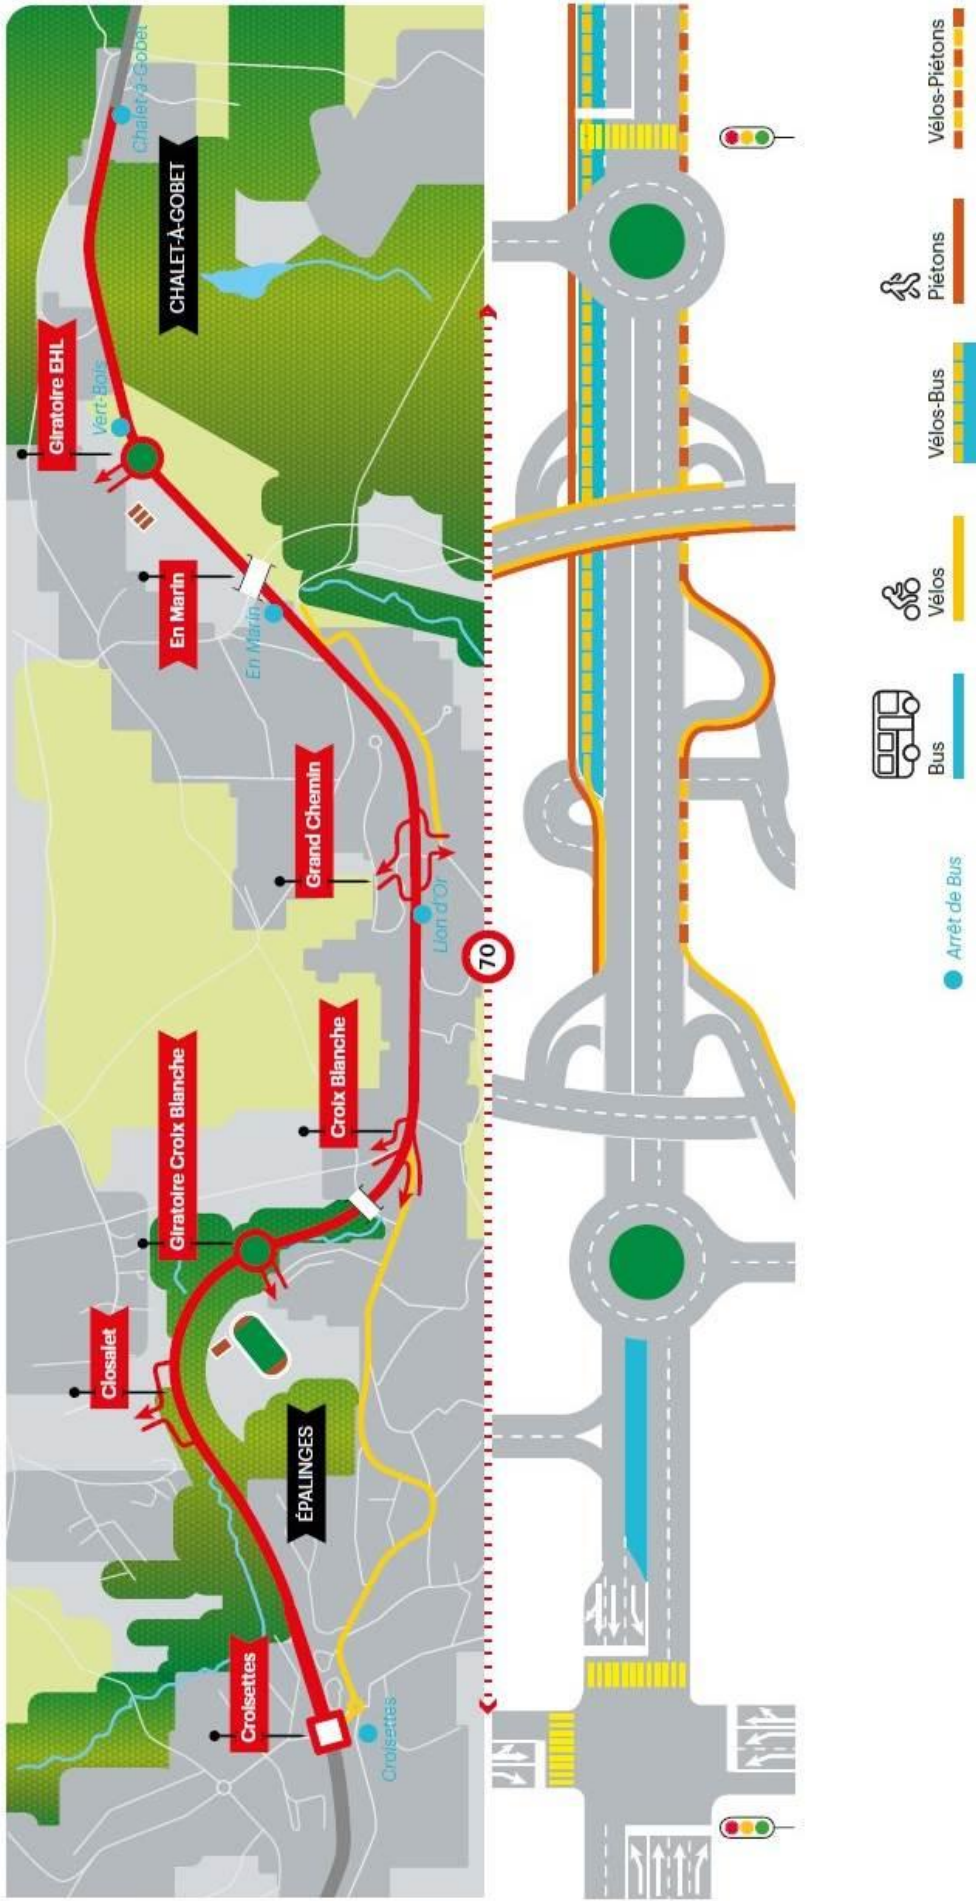 Croisettes
Croisettes
ÉPALINGES
Closalet
Giratoire Croix Blanche
Croix Blanche
Lion d'Or
Grand Chemin
En Marin
En Marin
Giratoire EHL
Vert-Bois
CHALET-À-GOBET
Chalet-à-Gobet
70
Arrêt de Bus
Bus
Vélos
Vélos-Bus
Piétons
Vélos-Piétons